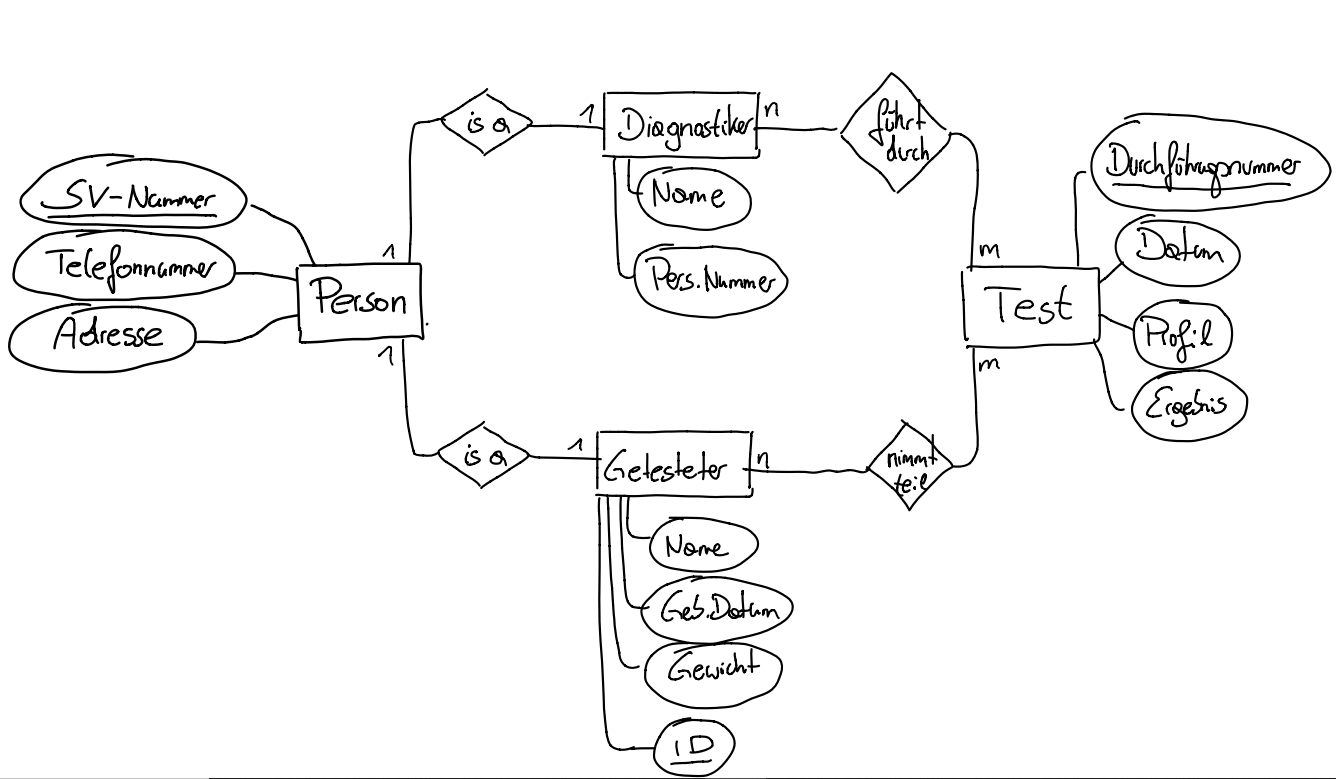 is a
1
Diagnostiker
n
führt
durch
Name
Pers.Nummer
SV-Nummer
Telefonnummer
Adresse
1
Person
1
m
Test
m
Durchführugsnummer
Datum
Profil
Ergebnis
is a
1
Getesteter
n
nimmt
teil
Name
Geb.Datum
Gewicht
ID